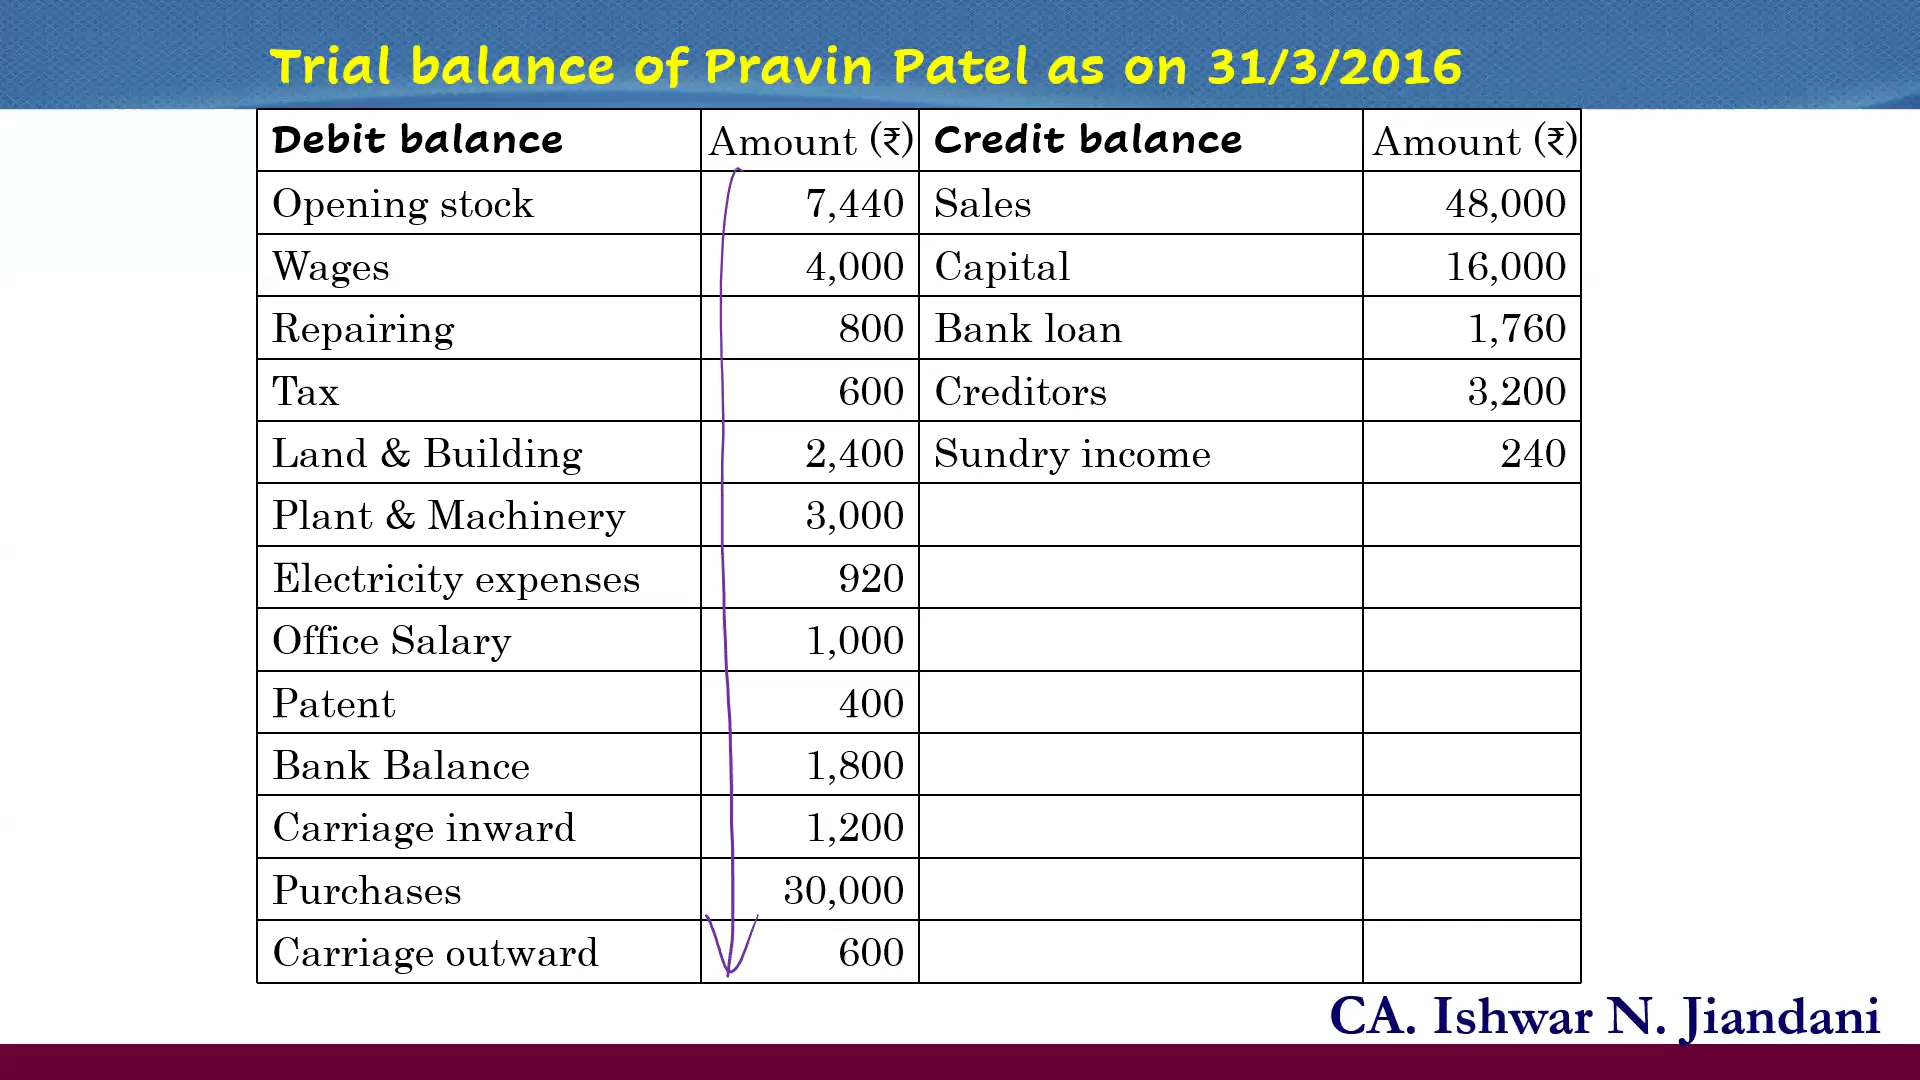 Trial balance of Pravin Patel as on 31/3/2016
Debit balance Amount (₹) Credit balance Amount (₹)
Opening stock 7,440 Sales 48,000
Wages 4,000 Capital 16,000
Repairing 800 Bank loan 1,760
Tax 600 Creditors 3,200
Land & Building 2,400 Sundry income 240
Plant & Machinery 3,000
Electricity expenses 920
Office Salary 1,000
Patent 400
Bank Balance 1,800
Carriage inward 1,200
Purchases 30,000
Carriage outward 600
CA. Ishwar N. Jiandani